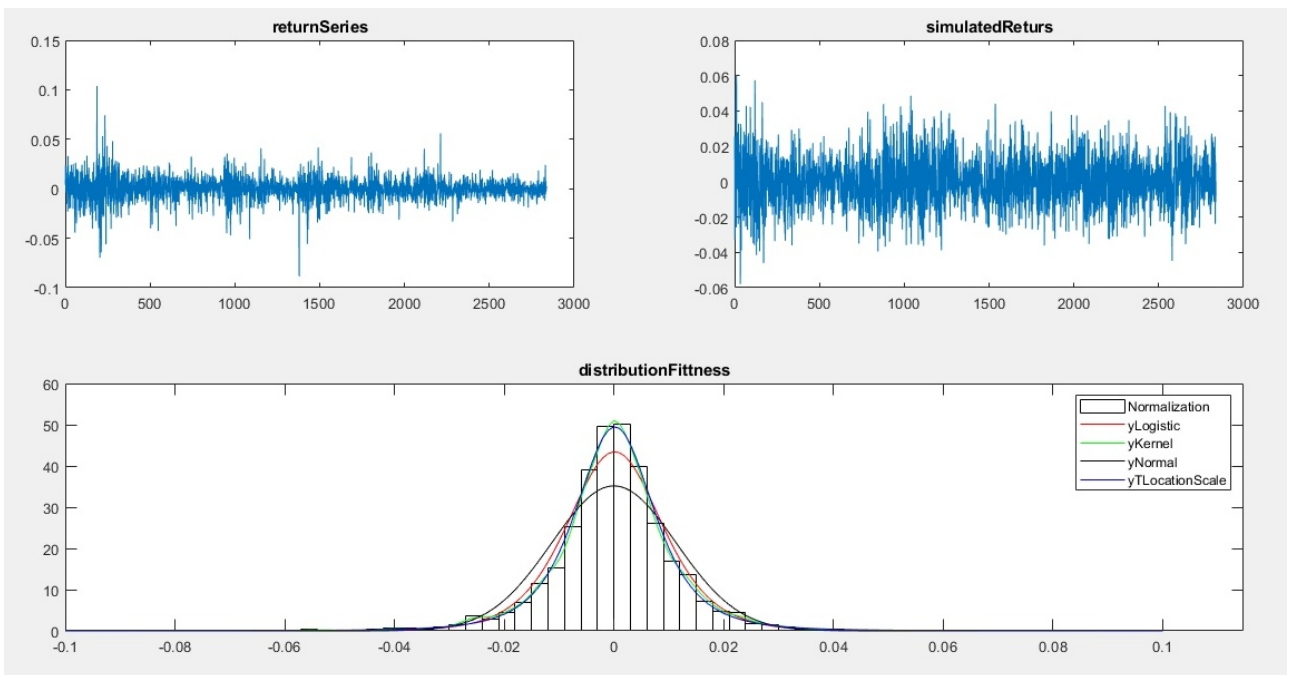 returnSeries
0.15
0.1
0.05
0
-0.05
-0.1
0 500 1000 1500 2000 2500 3000
simulatedReturs
0.08
0.06
0.04
0.02
0
-0.02
-0.04
-0.06
0 500 1000 1500 2000 2500 3000
distributionFittness
60
50
40
30
20
10
0
-0.1 -0.08 -0.06 -0.04 -0.02 0 0.02 0.04 0.06 0.08 0.1
Normalization
yLogistic
yKernel
yNormal
yTLocationScale